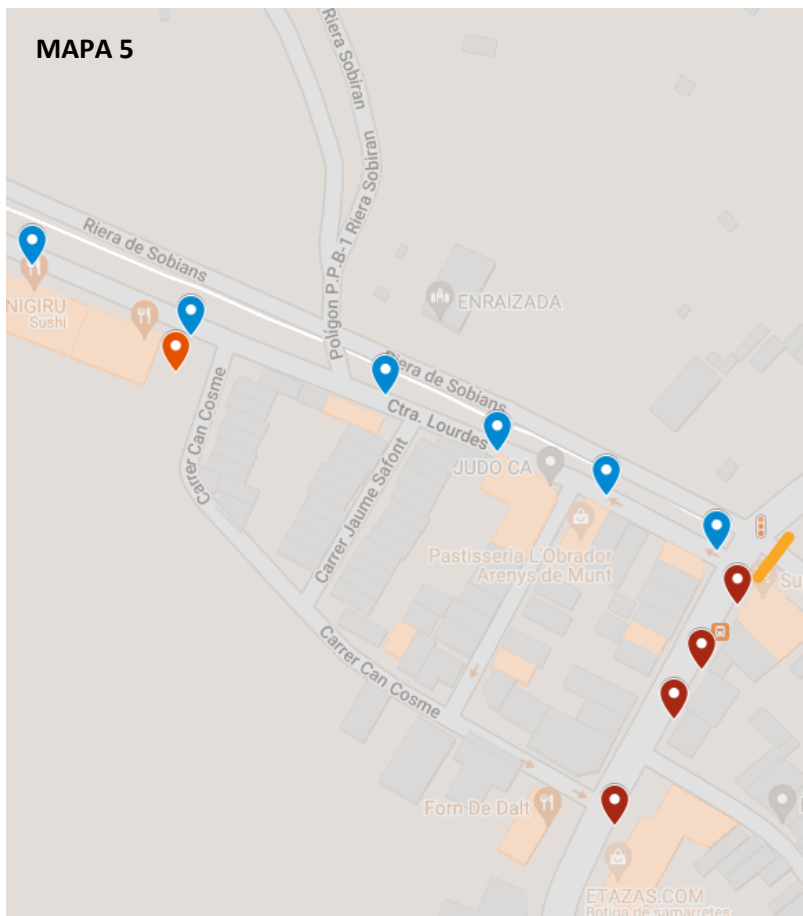 MAPA 5
Riera Sobiran
Polígon P.P.B-1 Riera Sobiran
Riera de Sobians
NIGIRÚ
Sushi
ENRAIZADA
Riera de Sobians
Ctra. Lourdes
Carrer Can Cosme
Carrer Jaume Safont
JUDO CA
Pastisseria L'Obrador
Arenys de Munt
Su
Carrer Can Cosme
Forn De Dalt
ETAZAS.COM
Botiga de samarretes